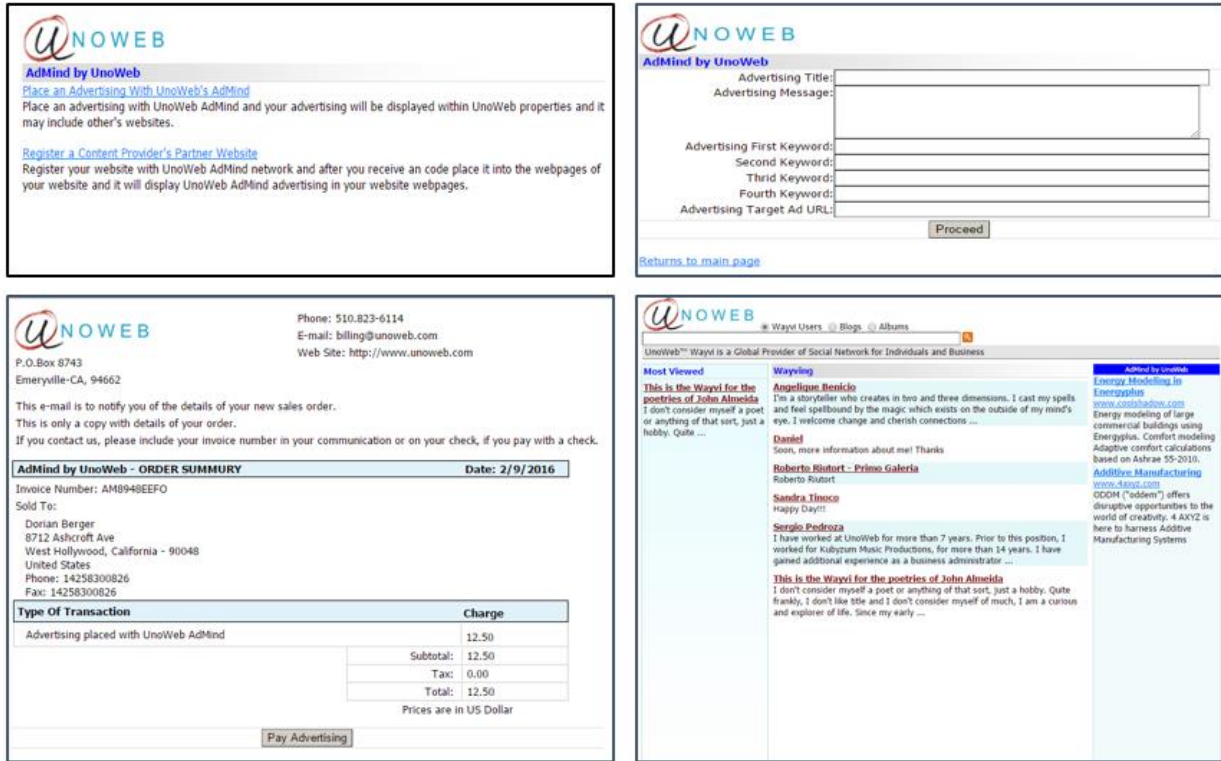 UNOWEB
AdMind by UnoWeb
Place an Advertising With UnoWeb's AdMind
Place an advertising with UnoWeb AdMind and your advertising will be displayed within UnoWeb properties and it
may include other's websites.
Register a Content Provider's Partner Website
Register your website with UnoWeb AdMind network and after you receive an code place it into the webpages of
your website and it will display UnoWeb AdMind advertising in your website webpages.
UNOWEB
AdMind by UnoWeb
Advertising Title:
Advertising Message:
Advertising First Keyword:
Second Keyword:
Thrid Keyword:
Fourth Keyword:
Advertising Target Ad URL:
Proceed
Returns to main page
UNOWEB
Phone: 510.823-6114
E-mail: billing@unoweb.com
Web Site: http://www.unoweb.com
P.O.Box 8743
Emeryville-CA, 94662
This e-mail is to notify you of the details of your new sales order.
This is only a copy with details of your order.
If you contact us, please include your invoice number in your communication or on your check, if you pay with a check.
AdMind by UnoWeb - ORDER SUMMURY Date: 2/9/2016
Invoice Number: AM8948EEFO
Sold To:
Dorian Berger
8712 Ashcroft Ave
West Hollywood, California - 90048
United States
Phone: 14258300826
Fax: 14258300826
Type Of Transaction Charge
Advertising placed with UnoWeb AdMind 12.50
Subtotal: 12.50
Tax: 0.00
Total: 12.50
Prices are in US Dollar
Pay Advertising
UNOWEB
Wayvi Users Blogs Albums
UnoWeb™ Wayvi is a Global Provider of Social Network for Individuals and Business
Most Viewed
This is the Wayvi for the
poetries of John Almeida
I don't consider myself a poet
or anything of that sort, just a
hobby. Quite ...
Wayving
Angelique Benicio
I'm a storyteller who creates in two and three dimensions. I cast my spells
and feel spellbound by the magic which exists on the outside of my mind's
eye. I welcome change and cherish connections ...
Daniel
Soon, more information about me! Thanks
Roberto Riutort - Primo Galeria
Roberto Riutort
Sandra Tinoco
Happy Day!!!
Sergio Pedroza
I have worked at UnoWeb for more than 7 years. Prior to this position, I
worked for Kubyzum Music Productions, for more than 14 years. I have
gained additional experience as a business administrator ...
This is the Wayvi for the poetries of John Almeida
I don't consider myself a poet or anything of that sort, just a hobby. Quite
frankly, I don't like title and I don't consider myself of much, I am a curious
and explorer of life. Since my early ...
AdMind by UnoWeb
Energy Modeling in
Energyplus
www.coolshadow.com
Energy modeling of large
commercial buildings using
Energyplus. Comfort modeling
Adaptive comfort calculations
based on Ashrae 55-2010.
Additive Manufacturing
www.4axyz.com
ODDM ("oddem") offers
disruptive opportunities to the
world of creativity. 4 AXYZ is
here to harness Additive
Manufacturing Systems